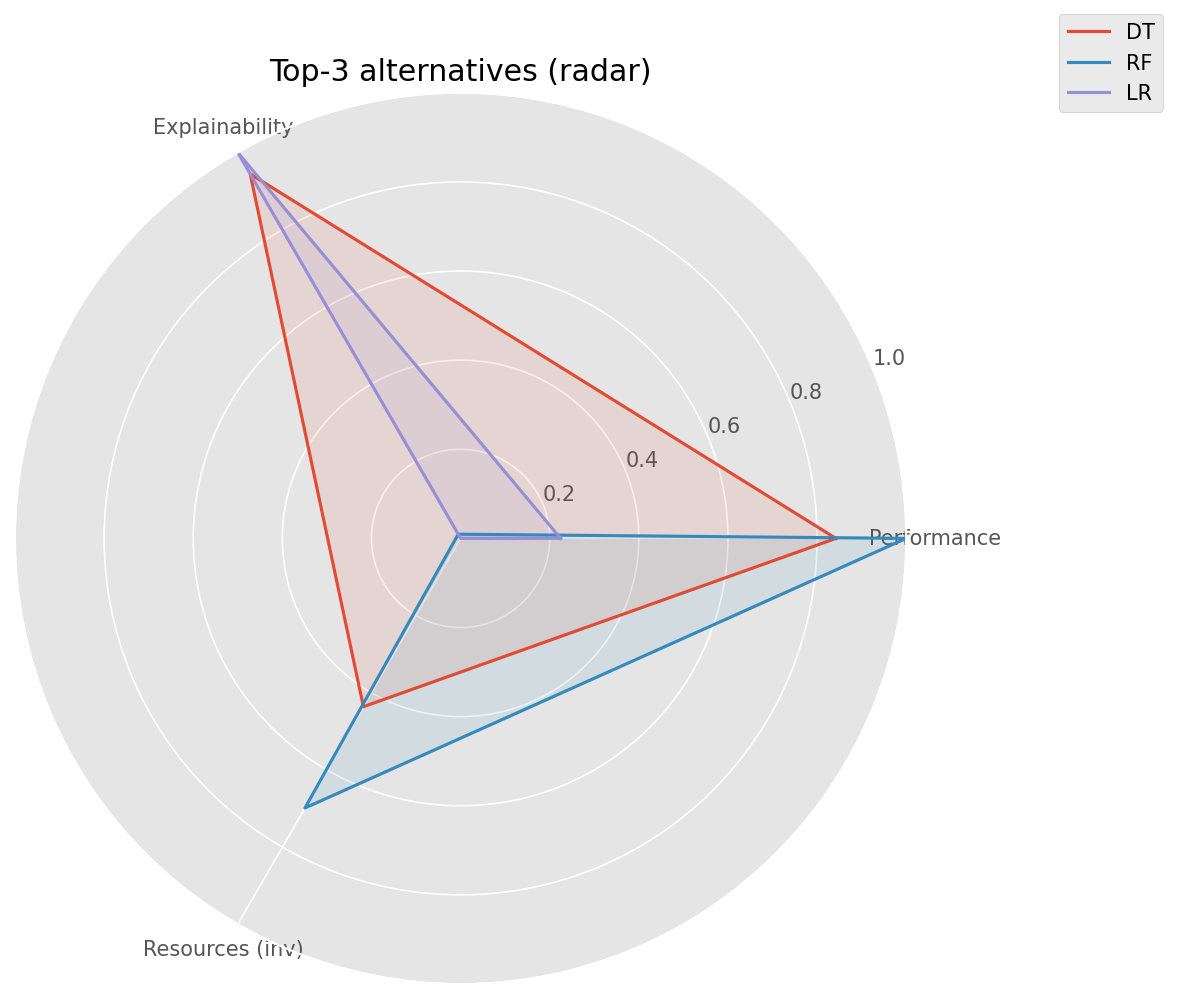 Top-3 alternatives (radar)
DT
RF
LR
Explainability
1.0
0.8
0.6
0.4
0.2
Performance
Resources (inv)